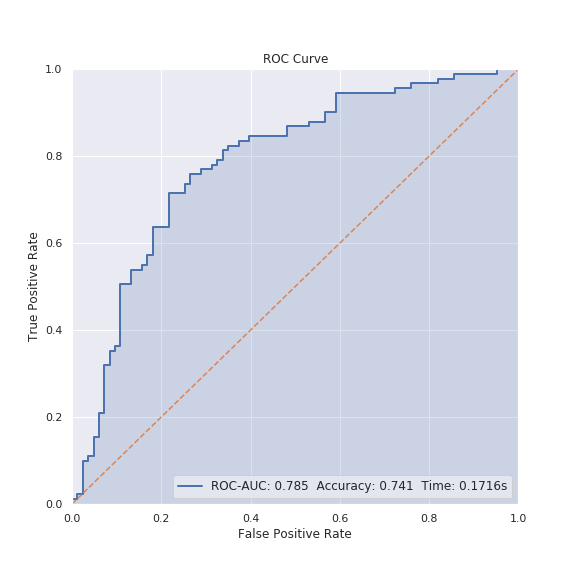 ROC Curve
1.0
0.8
0.6
0.4
0.2
0.0
True Positive Rate
ROC-AUC: 0.785  Accuracy: 0.741  Time: 0.1716s
0.0 0.2 0.4 0.6 0.8 1.0
False Positive Rate